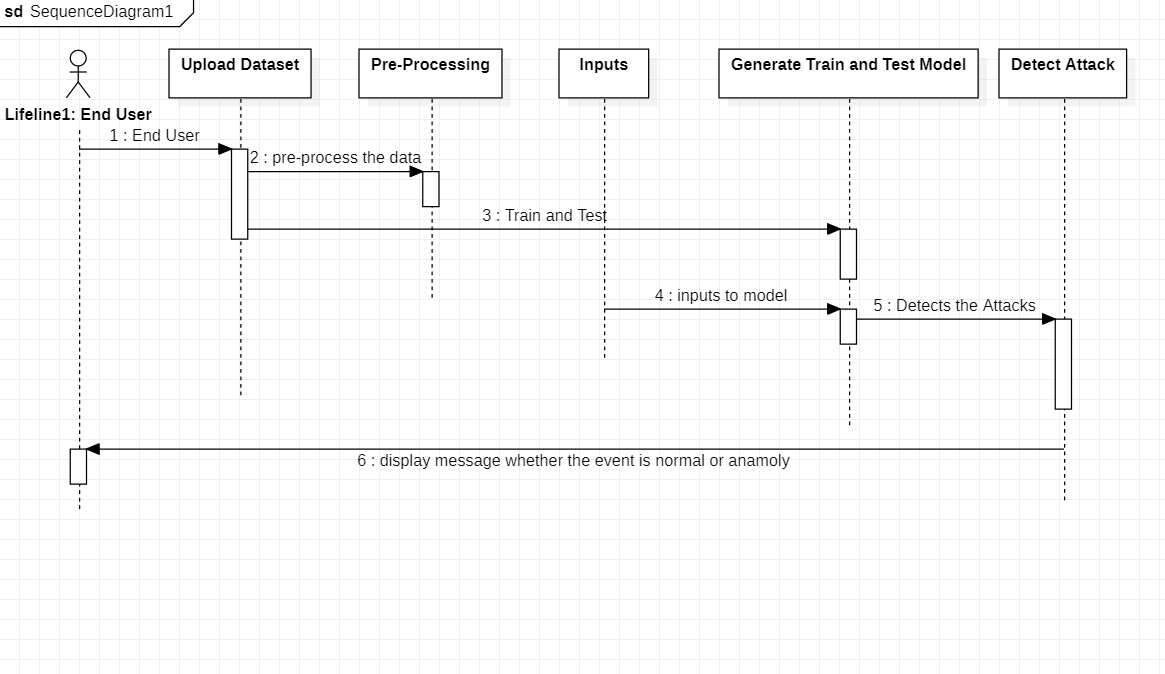 sd SequenceDiagram1
Upload Dataset
Pre-Processing
Inputs
Generate Train and Test Model
Detect Attack
Lifeline1: End User
1 : End User
2 : pre-process the data
3 : Train and Test
4 : inputs to model
5 : Detects the Attacks
6 : display message whether the event is normal or anamoly